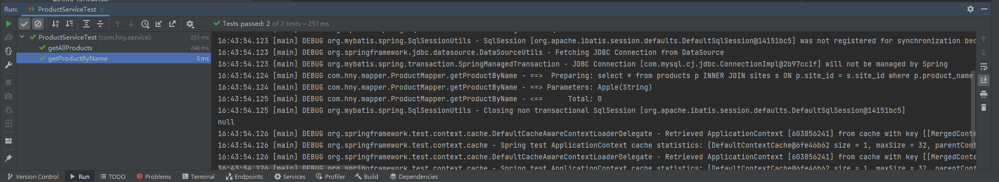 Run: ProductServiceTest
Tests passed: 2 of 2 tests – 251 ms
ProductServiceTest (com.hny.service) 251 ms
getAllProducts 246 ms
getProductByName 5 ms
16:43:54.123 [main] DEBUG org.mybatis.spring.SqlSessionUtils - SqlSession [org.apache.ibatis.session.defaults.DefaultSqlSession@14151bc5] was not registered for synchronization bec
16:43:54.123 [main] DEBUG org.springframework.jdbc.datasource.DataSourceUtils - Fetching JDBC Connection from DataSource
16:43:54.123 [main] DEBUG org.mybatis.spring.transaction.SpringManagedTransaction - JDBC Connection [com.mysql.cj.jdbc.ConnectionImpl@2b97cc1f] will not be managed by Spring
16:43:54.124 [main] DEBUG com.hny.mapper.ProductMapper.getProductByName - ==>  Preparing: select * from products p INNER JOIN sites s ON p.site_id = s.site_id where p.product_name
16:43:54.124 [main] DEBUG com.hny.mapper.ProductMapper.getProductByName - ==> Parameters: Apple(String)
16:43:54.125 [main] DEBUG com.hny.mapper.ProductMapper.getProductByName - <==      Total: 0
16:43:54.125 [main] DEBUG org.mybatis.spring.SqlSessionUtils - Closing non transactional SqlSession [org.apache.ibatis.session.defaults.DefaultSqlSession@14151bc5]
null
16:43:54.126 [main] DEBUG org.springframework.test.context.cache.DefaultCacheAwareContextLoaderDelegate - Retrieved ApplicationContext [603856241] from cache with key [[MergedConte
16:43:54.126 [main] DEBUG org.springframework.test.context.cache - Spring test ApplicationContext cache statistics: [DefaultContextCache@6fe46b62 size = 1, maxSize = 32, parentCont
16:43:54.126 [main] DEBUG org.springframework.test.context.cache.DefaultCacheAwareContextLoaderDelegate - Retrieved ApplicationContext [603856241] from cache with key [[MergedConte
16:43:54.126 [main] DEBUG org.springframework.test.context.cache - Spring test ApplicationContext cache statistics: [DefaultContextCache@6fe46b62 size = 1, maxSize = 32, parentCont
Version Control Run TODO Problems Terminal Endpoints Services Profiler Build Dependencies